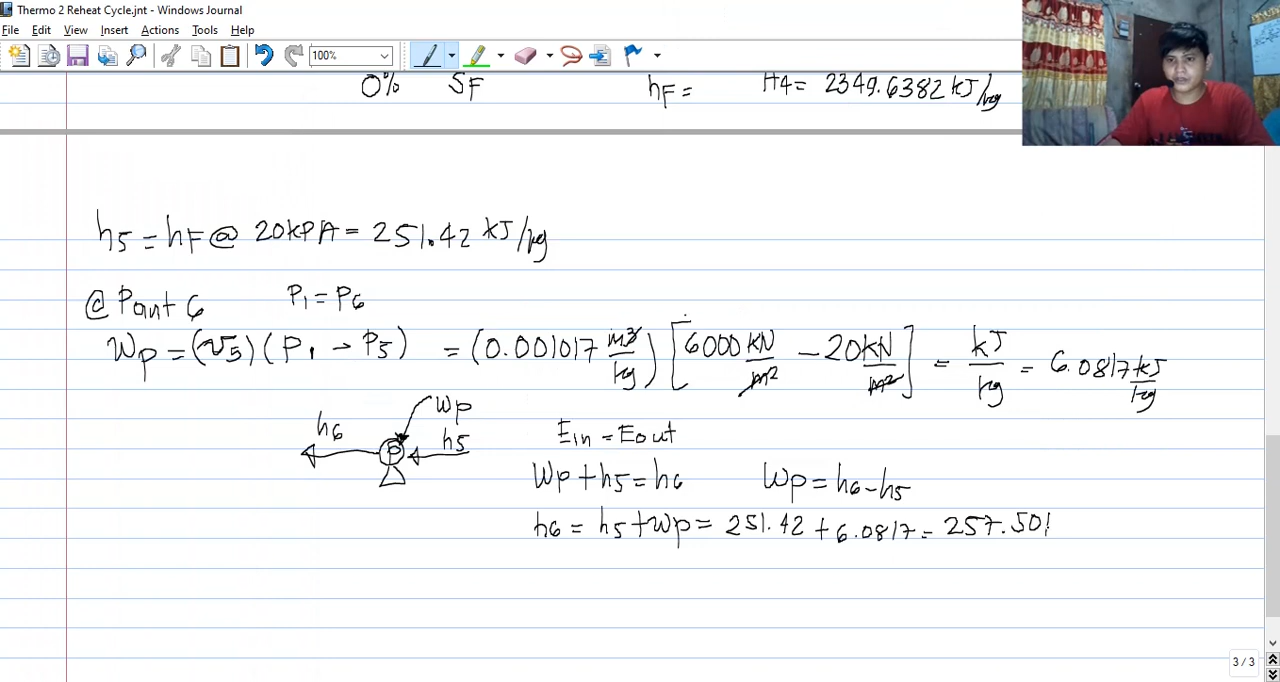 Thermo 2 Reheat Cycle.jnt - Windows Journal
File Edit View Insert Actions Tools Help
100%
0% SF hF = H4 = 2349.6382 kJ/kg
h5 = hF @ 20kPA = 251.42 kJ/kg
@ Point 6 P1 = P6
Wp = (v5)(P1 - P5) = (0.001017 m3/kg) [6000 kN/m2 - 20 kN/m2] = kJ/kg = 6.0817 kJ/kg
Wp
h6 P h5
Ein = Eout
Wp + h5 = h6 Wp = h6 - h5
h6 = h5 + Wp = 251.42 + 6.0817 = 257.501
3 / 3